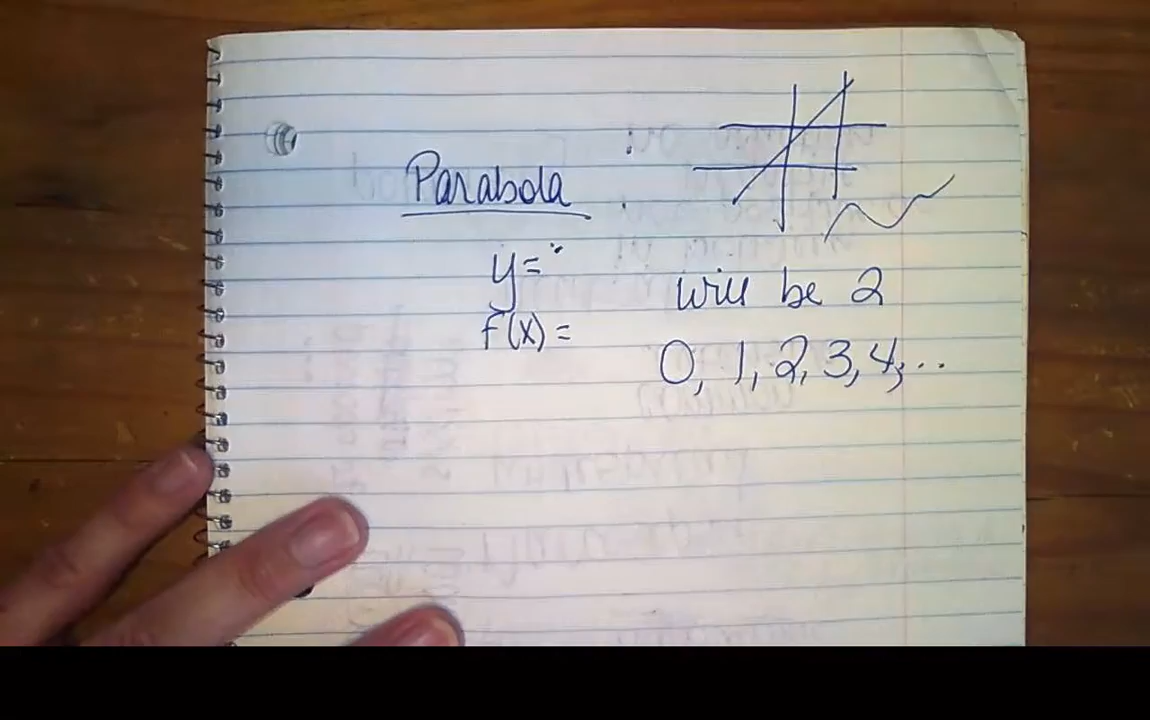 Parabola
y =
will be 2
f(x) =
0, 1, 2, 3, 4, ...